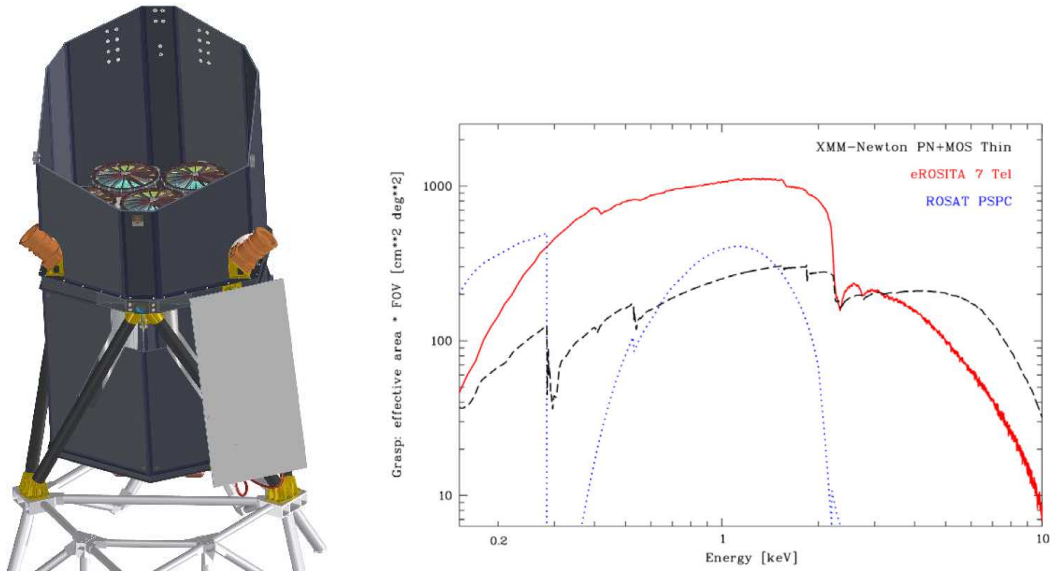 XMM-Newton PN+MOS Thin
eROSITA 7 Tel
ROSAT PSPC
Grasp: effective area * FOV [cm**2 deg**2]
1000
100
10
0.2
1
10
Energy [keV]